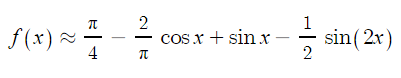 f(x) ≈ π/4 − 2/π cos x + sin x − 1/2 sin(2x)